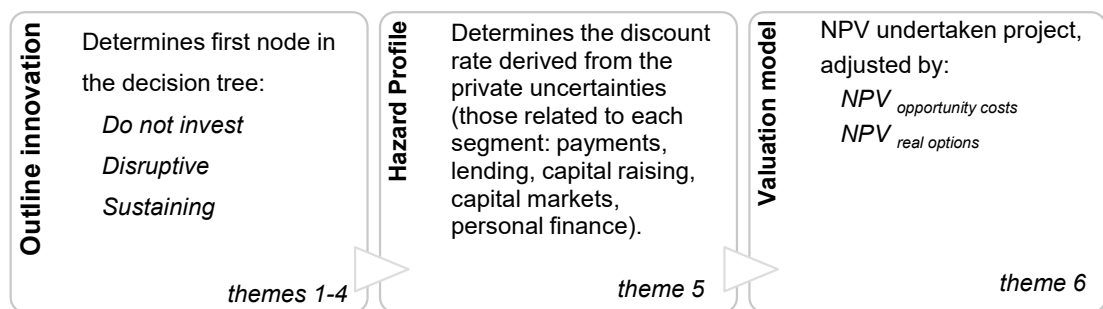 Outline innovation
Determines first node in
the decision tree:
Do not invest
Disruptive
Sustaining
themes 1-4
Hazard Profile
Determines the discount
rate derived from the
private uncertainties
(those related to each
segment: payments,
lending, capital raising,
capital markets,
personal finance).
theme 5
Valuation model
NPV undertaken project,
adjusted by:
NPV opportunity costs
NPV real options
theme 6